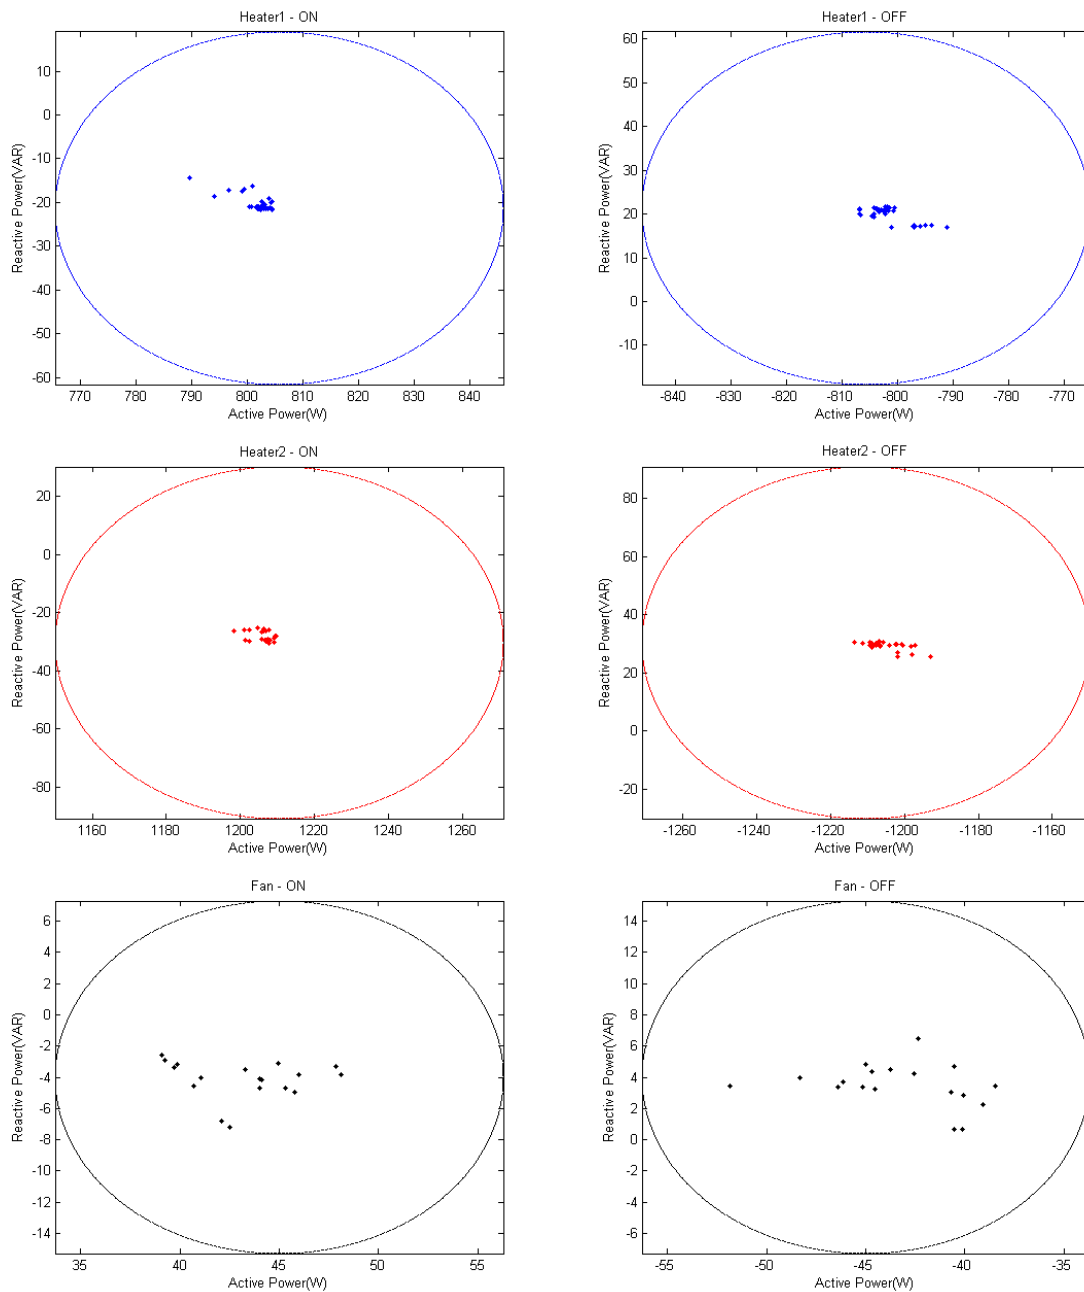 Heater1 - ON
10
0
-10
-20
-30
-40
-50
-60
Reactive Power(VAR)
770 780 790 800 810 820 830 840
Active Power(W)
Heater1 - OFF
60
50
40
30
20
10
0
-10
Reactive Power(VAR)
-840 -830 -820 -810 -800 -790 -780 -770
Active Power(W)
Heater2 - ON
20
0
-20
-40
-60
-80
Reactive Power(VAR)
1160 1180 1200 1220 1240 1260
Active Power(W)
Heater2 - OFF
80
60
40
20
0
-20
Reactive Power(VAR)
-1260 -1240 -1220 -1200 -1180 -1160
Active Power(W)
Fan - ON
6
4
2
0
-2
-4
-6
-8
-10
-12
-14
Reactive Power(VAR)
35 40 45 50 55
Active Power(W)
Fan - OFF
14
12
10
8
6
4
2
0
-2
-4
-6
Reactive Power(VAR)
-55 -50 -45 -40 -35
Active Power(W)